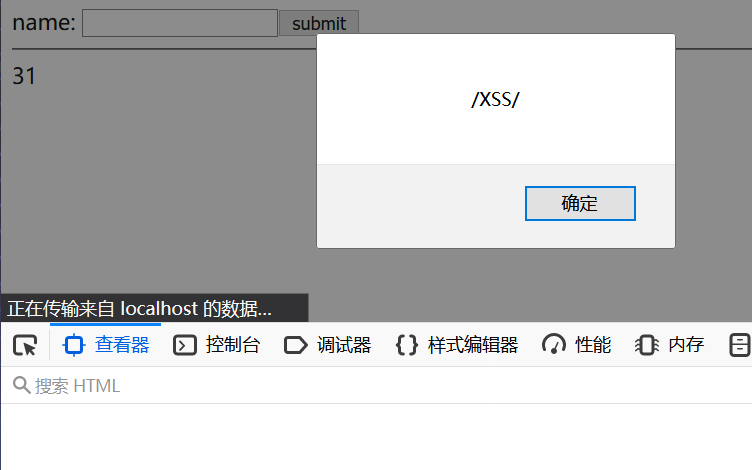 name: submit
31
/XSS/
确定
正在传输来自 localhost 的数据...
查看器 控制台 调试器 样式编辑器 性能 内存
搜索 HTML